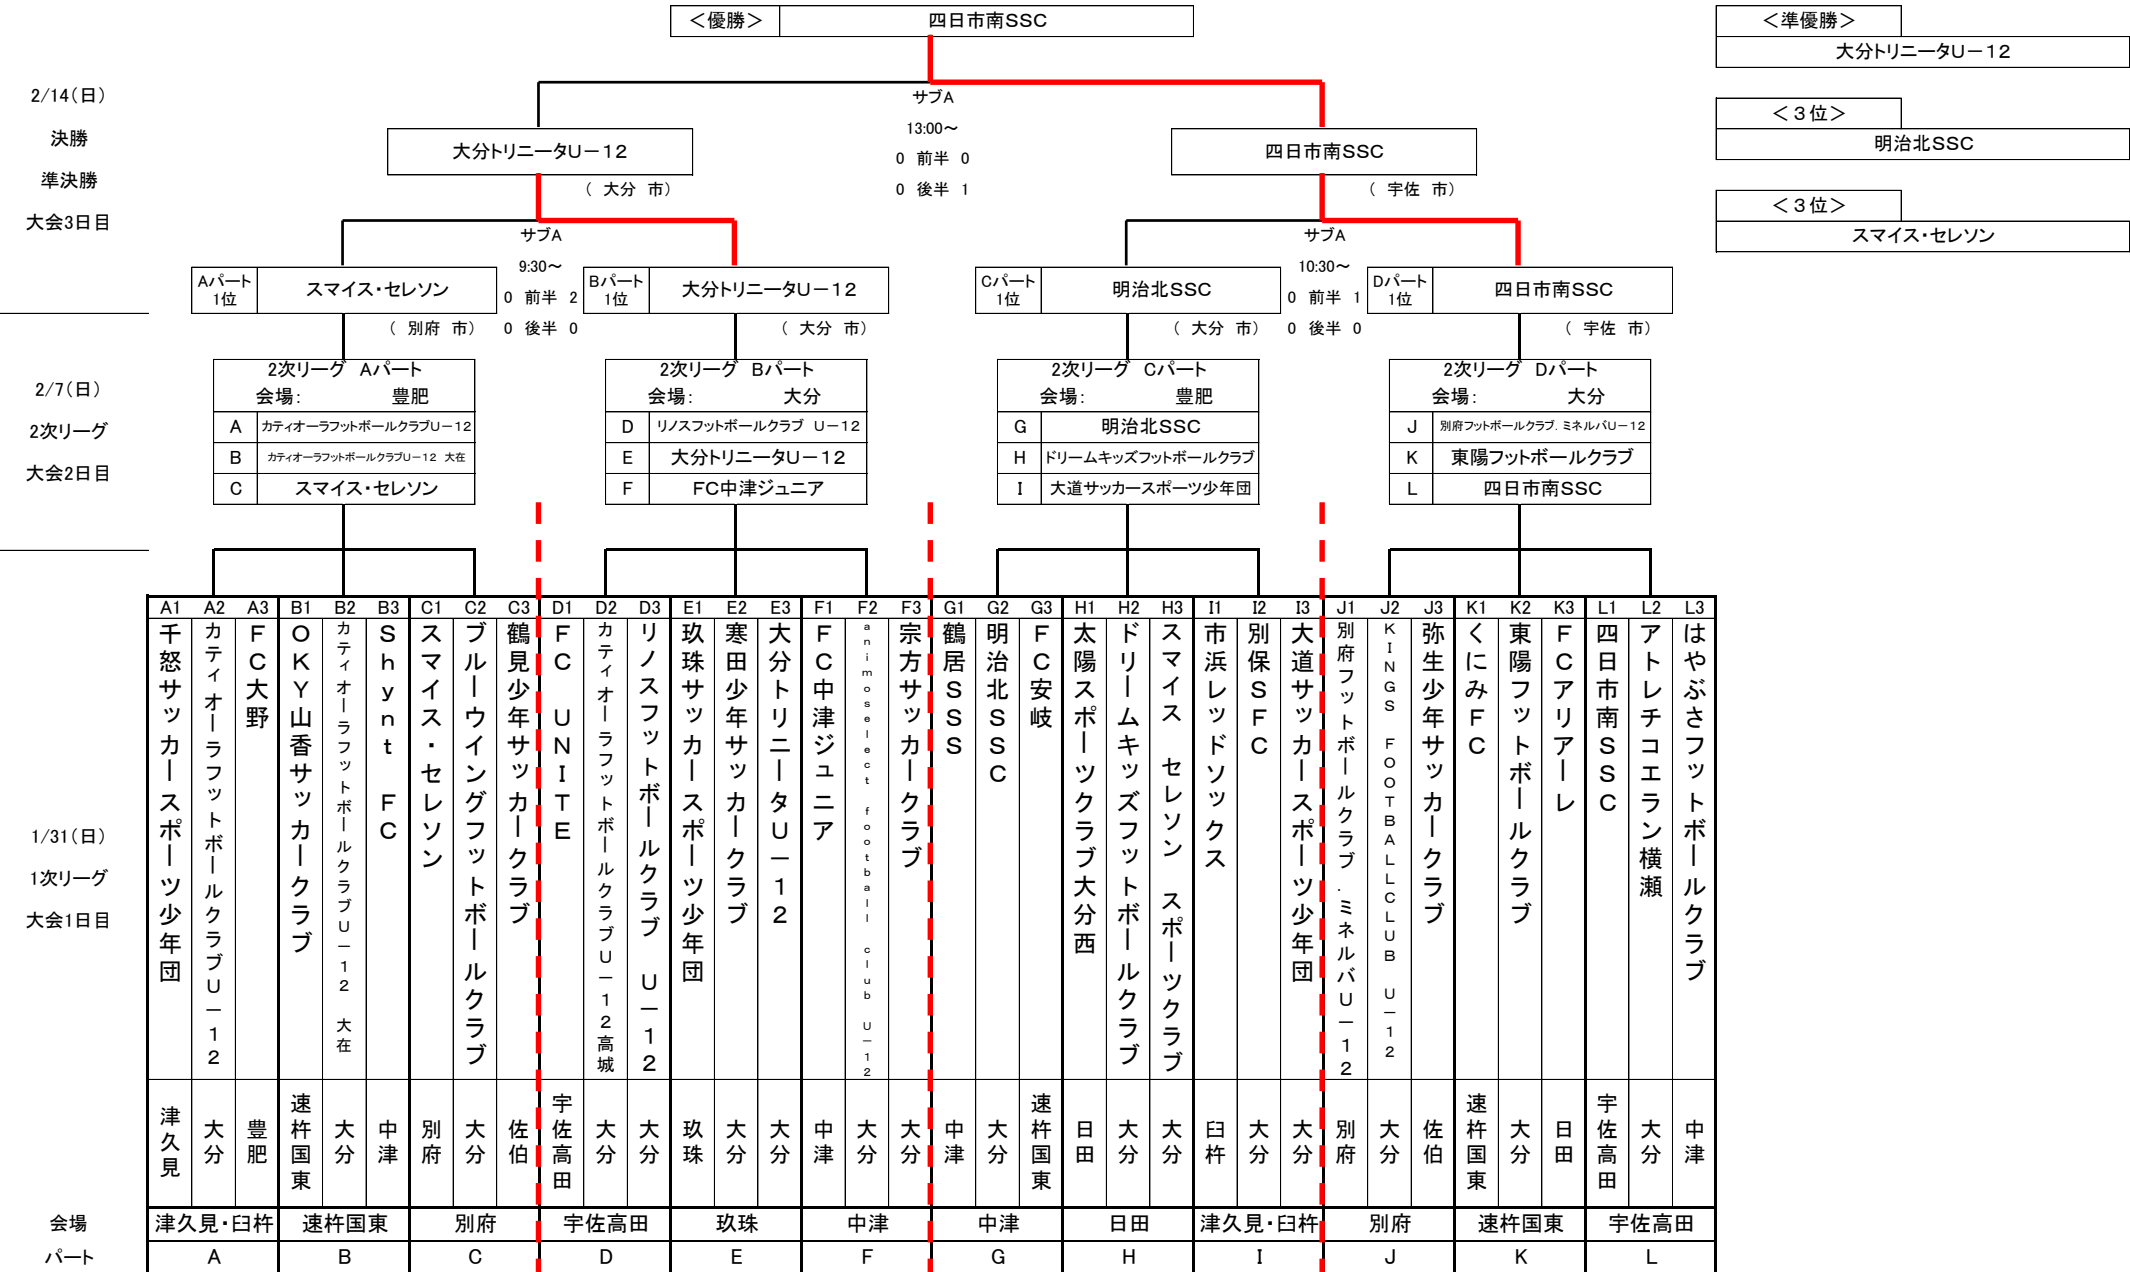 ＜優勝＞ 四日市南SSC
＜準優勝＞
大分トリニータU－12
2/14(日)
サブA
＜３位＞
決勝
13:00～
大分トリニータU－12
四日市南SSC
明治北SSC
0 前半 0
準決勝
( 大分 市)
0 後半 1
( 宇佐 市)
＜３位＞
大会3日目
スマイス・セレソン
サブA
サブA
9:30～
10:30～
Aパート 1位 スマイス・セレソン
0 前半 2
Bパート 1位 大分トリニータU－12
Cパート 1位 明治北SSC
0 前半 1
Dパート 1位 四日市南SSC
( 別府 市)
0 後半 0
( 大分 市)
( 大分 市)
0 後半 0
( 宇佐 市)
2/7(日)
2次リーグ
大会2日目
2次リーグ Aパート
会場: 豊肥
A カティオーラフットボールクラブU－12
B カティオーラフットボールクラブU－12 大在
C スマイス・セレソン
2次リーグ Bパート
会場: 大分
D リノスフットボールクラブ U－12
E 大分トリニータU－12
F FC中津ジュニア
2次リーグ Cパート
会場: 豊肥
G 明治北SSC
H ドリームキッズフットボールクラブ
I 大道サッカースポーツ少年団
2次リーグ Dパート
会場: 大分
J 別府フットボールクラブ．ミネルバU－12
K 東陽フットボールクラブ
L 四日市南SSC
1/31(日)
1次リーグ
大会1日目
A1 千怒サッカースポーツ少年団 津久見
A2 カティオーラフットボールクラブU－12 大分
A3 FC大野 豊肥
B1 OKY山香サッカークラブ 速杵国東
B2 カティオーラフットボールクラブU－12 大在 大分
B3 Shynt FC 中津
C1 スマイス・セレソン 別府
C2 ブルーウイングフットボールクラブ 大分
C3 鶴見少年サッカークラブ 佐伯
D1 FC UNITE 宇佐高田
D2 カティオーラフットボールクラブU－12高城 大分
D3 リノスフットボールクラブ U－12 大分
E1 玖珠サッカースポーツ少年団 玖珠
E2 寒田少年サッカークラブ 大分
E3 大分トリニータU－12 大分
F1 FC中津ジュニア 中津
F2 animoselect football club U－12 大分
F3 宗方サッカークラブ 大分
G1 鶴居SSS 中津
G2 明治北SSC 大分
G3 FC安岐 速杵国東
H1 太陽スポーツクラブ大分西 日田
H2 ドリームキッズフットボールクラブ 大分
H3 スマイス セレソン スポーツクラブ 大分
I1 市浜レッドソックス 臼杵
I2 別保SFC 大分
I3 大道サッカースポーツ少年団 大分
J1 別府フットボールクラブ．ミネルバU－12 別府
J2 KINGS FOOTBALLCLUB U－12 大分
J3 弥生少年サッカークラブ 佐伯
K1 くにみFC 速杵国東
K2 東陽フットボールクラブ 大分
K3 FCアリアーレ 日田
L1 四日市南SSC 宇佐高田
L2 アトレチコエラン横瀬 大分
L3 はやぶさフットボールクラブ 中津
会場 津久見・臼杵 速杵国東 別府 宇佐高田 玖珠 中津 中津 日田 津久見・臼杵 別府 速杵国東 宇佐高田
パート A B C D E F G H I J K L